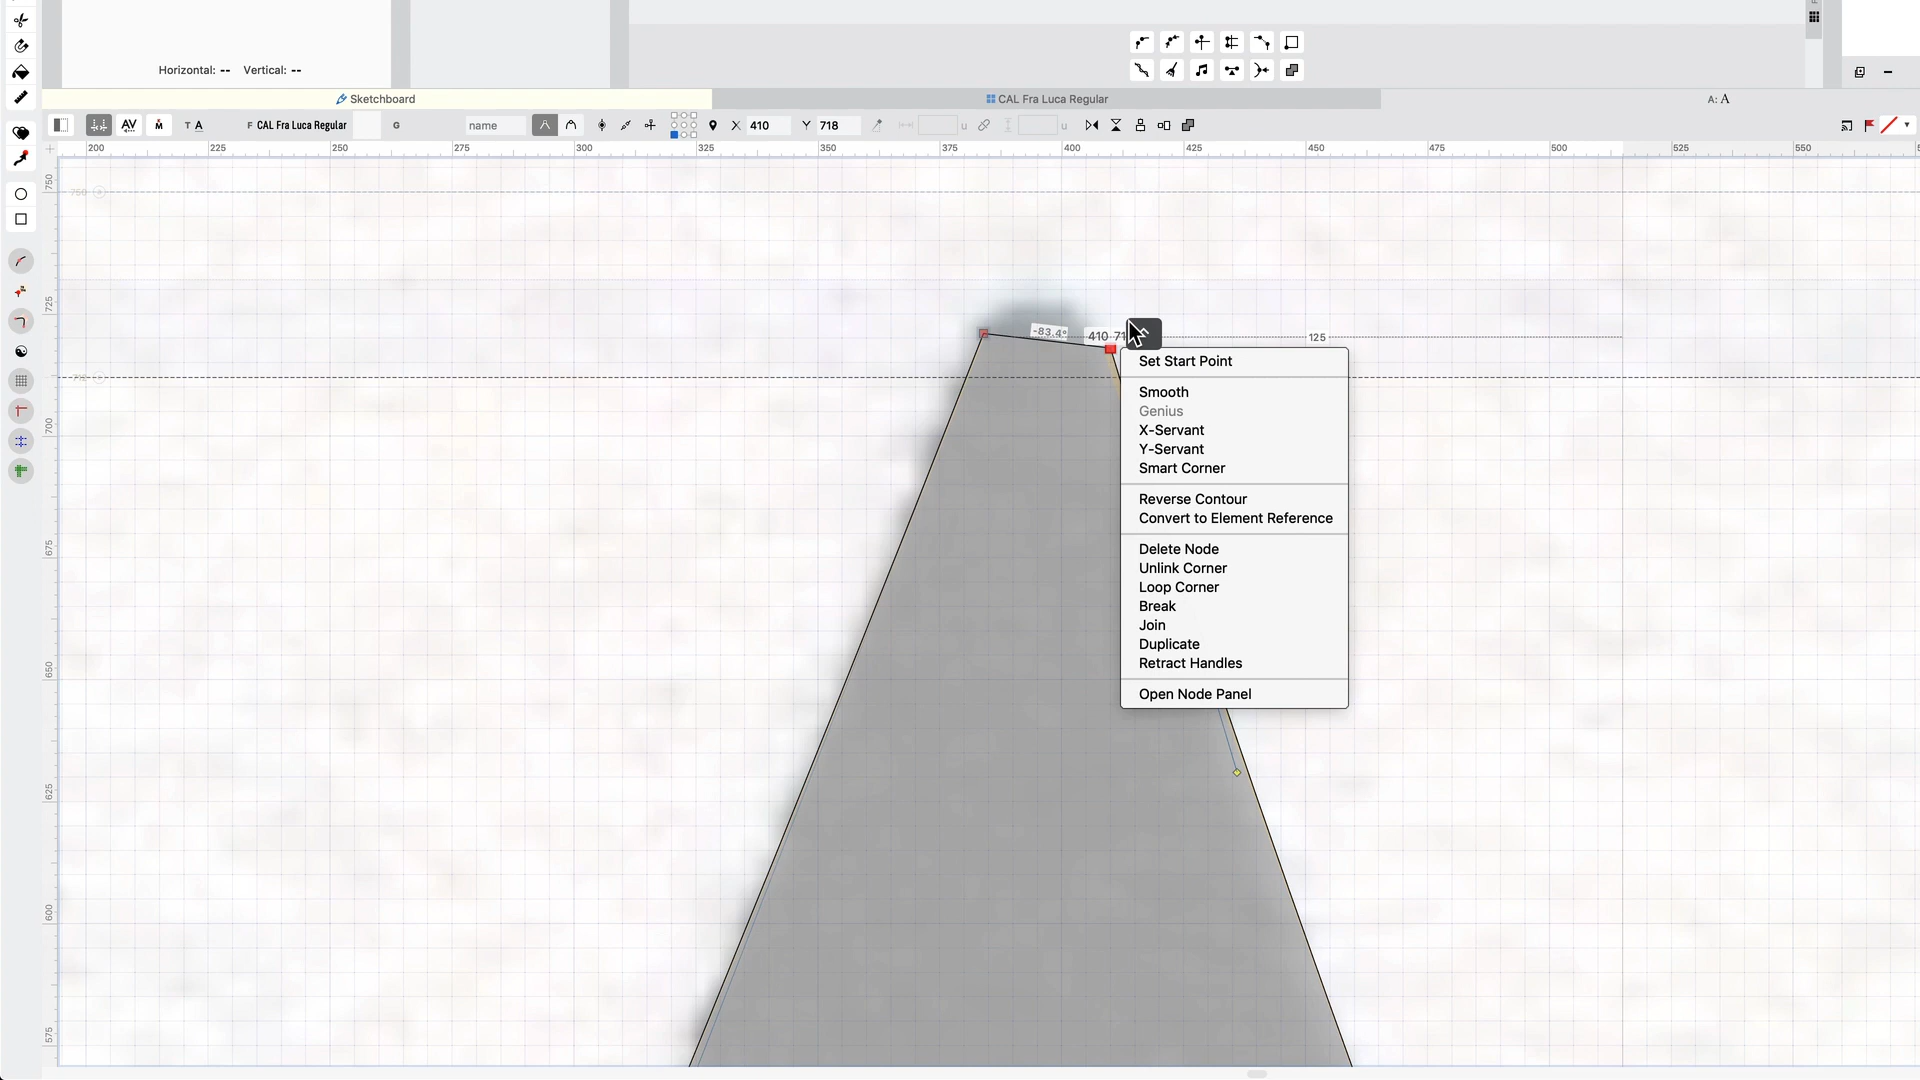 Horizontal: --    Vertical: --
Sketchboard
CAL Fra Luca Regular
A: A
AV
M
T A
F CAL Fra Luca Regular
G
name
X 410
Y 718
u
u
200 225 250 275 300 325 350 375 400 425 450 475 500 525 550
750
725
700
675
650
625
600
575
750
712
-83.4°
410
125
Set Start Point
Smooth
Genius
X-Servant
Y-Servant
Smart Corner
Reverse Contour
Convert to Element Reference
Delete Node
Unlink Corner
Loop Corner
Break
Join
Duplicate
Retract Handles
Open Node Panel